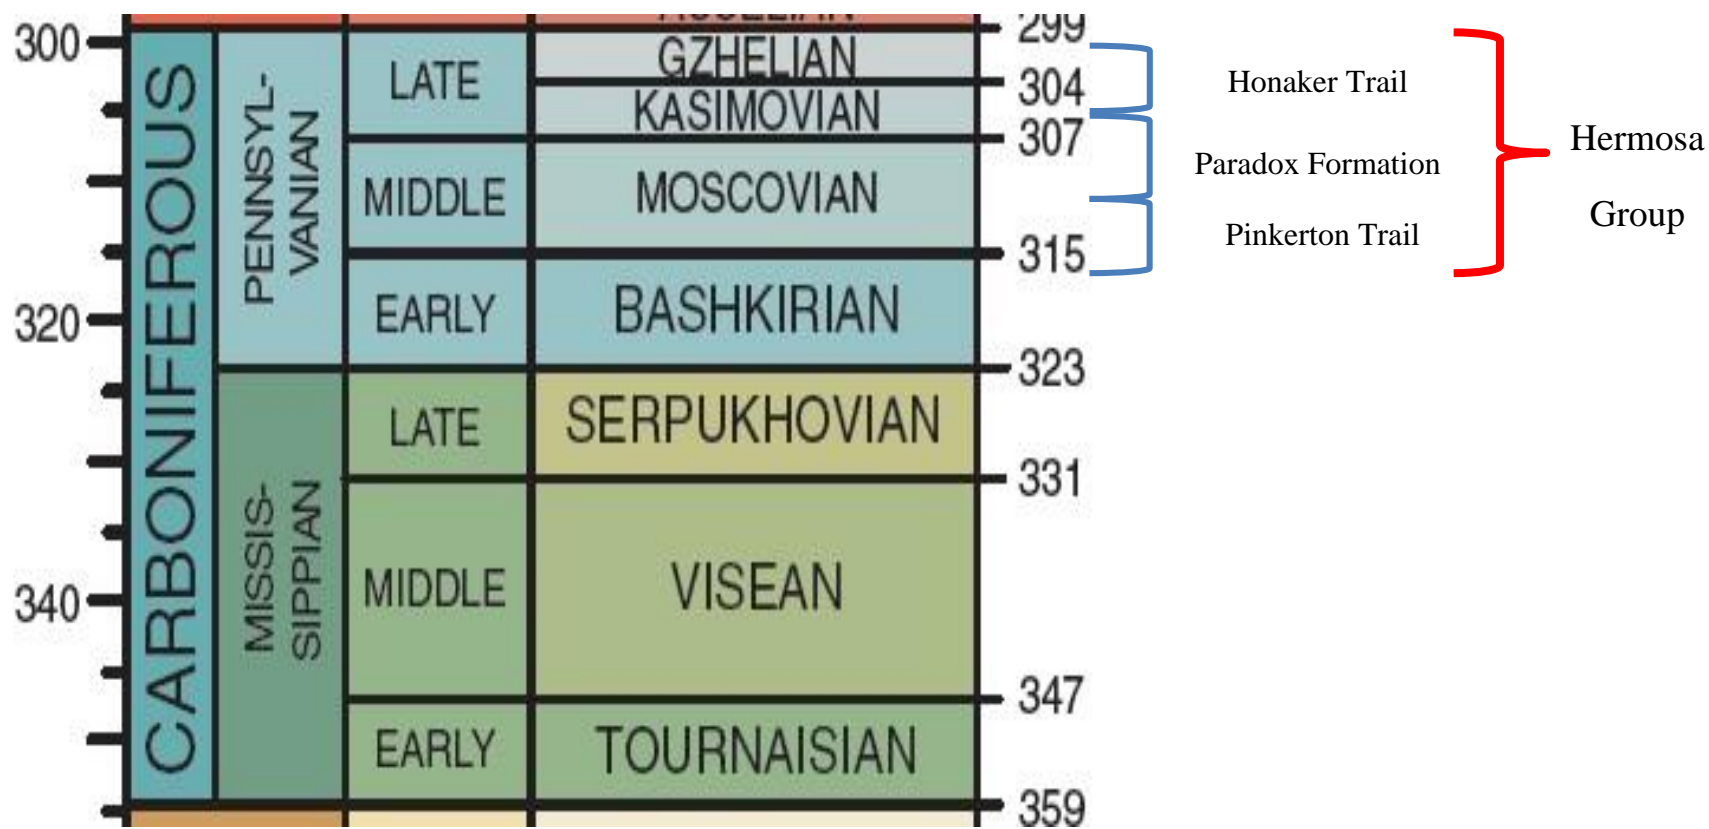 ASSELIAN
299
300
CARBONIFEROUS
PENNSYL-
VANIAN
LATE
GZHELIAN
304
KASIMOVIAN
307
MIDDLE
MOSCOVIAN
315
320
EARLY
BASHKIRIAN
323
MISSIS-
SIPPIAN
LATE
SERPUKHOVIAN
331
340
MIDDLE
VISEAN
347
EARLY
TOURNAISIAN
359
Honaker Trail
Paradox Formation
Pinkerton Trail
Hermosa
Group